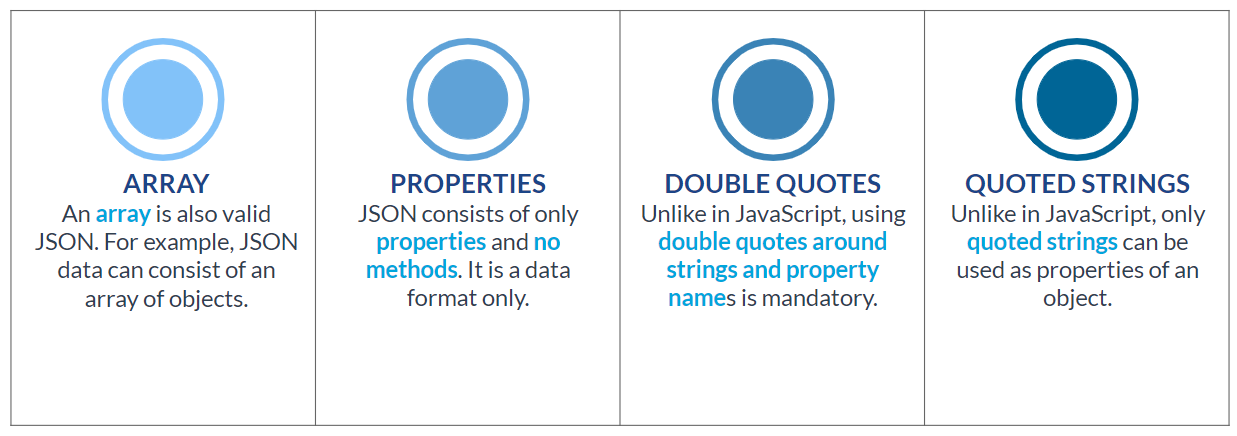 ARRAY
An array is also valid
JSON. For example, JSON
data can consist of an
array of objects.
PROPERTIES
JSON consists of only
properties and no
methods. It is a data
format only.
DOUBLE QUOTES
Unlike in JavaScript, using
double quotes around
strings and property
names is mandatory.
QUOTED STRINGS
Unlike in JavaScript, only
quoted strings can be
used as properties of an
object.